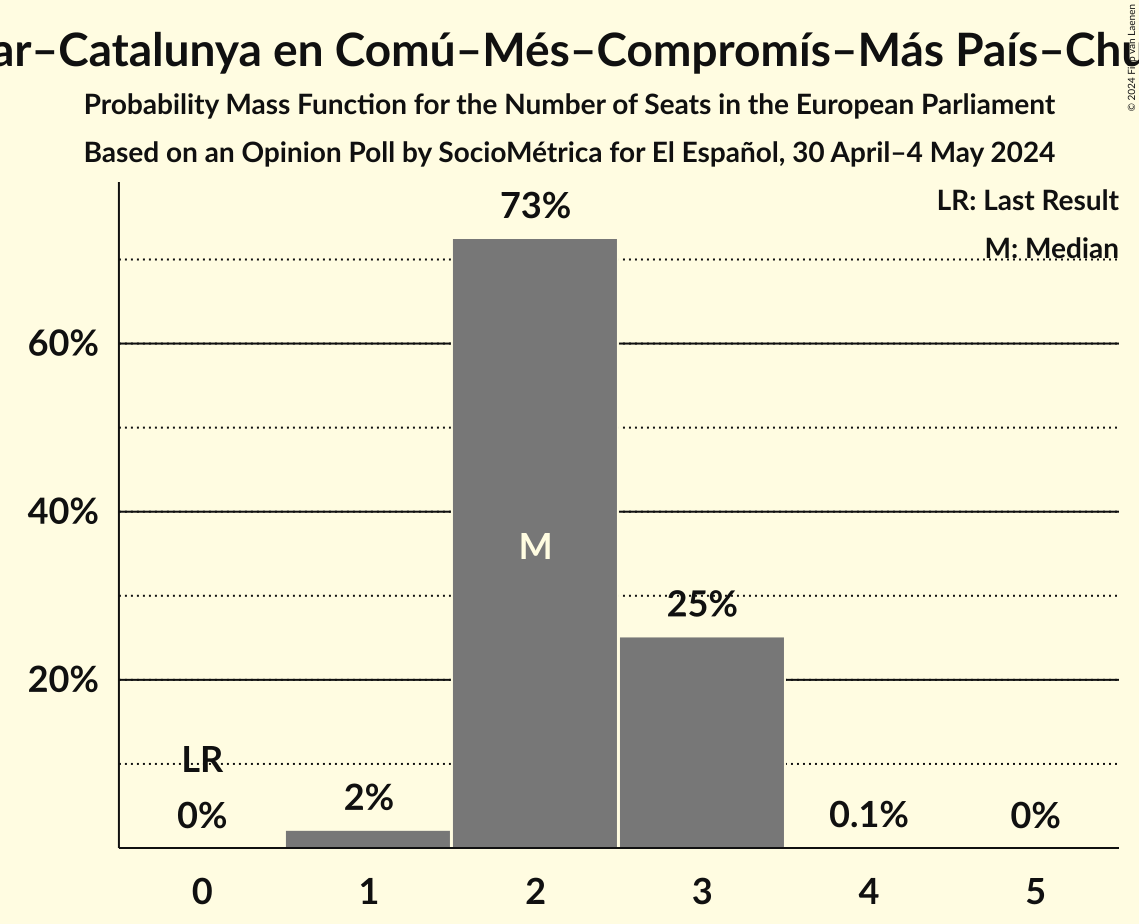 ar–Catalunya en Comú–Més–Compromís–Más País–Chu
© 2024 Filip van Laenen
Probability Mass Function for the Number of Seats in the European Parliament
Based on an Opinion Poll by SocioMétrica for El Español, 30 April–4 May 2024
LR: Last Result
M: Median
73%
60%
40%
M
25%
20%
LR
0%
2%
0.1%
0%
0 1 2 3 4 5